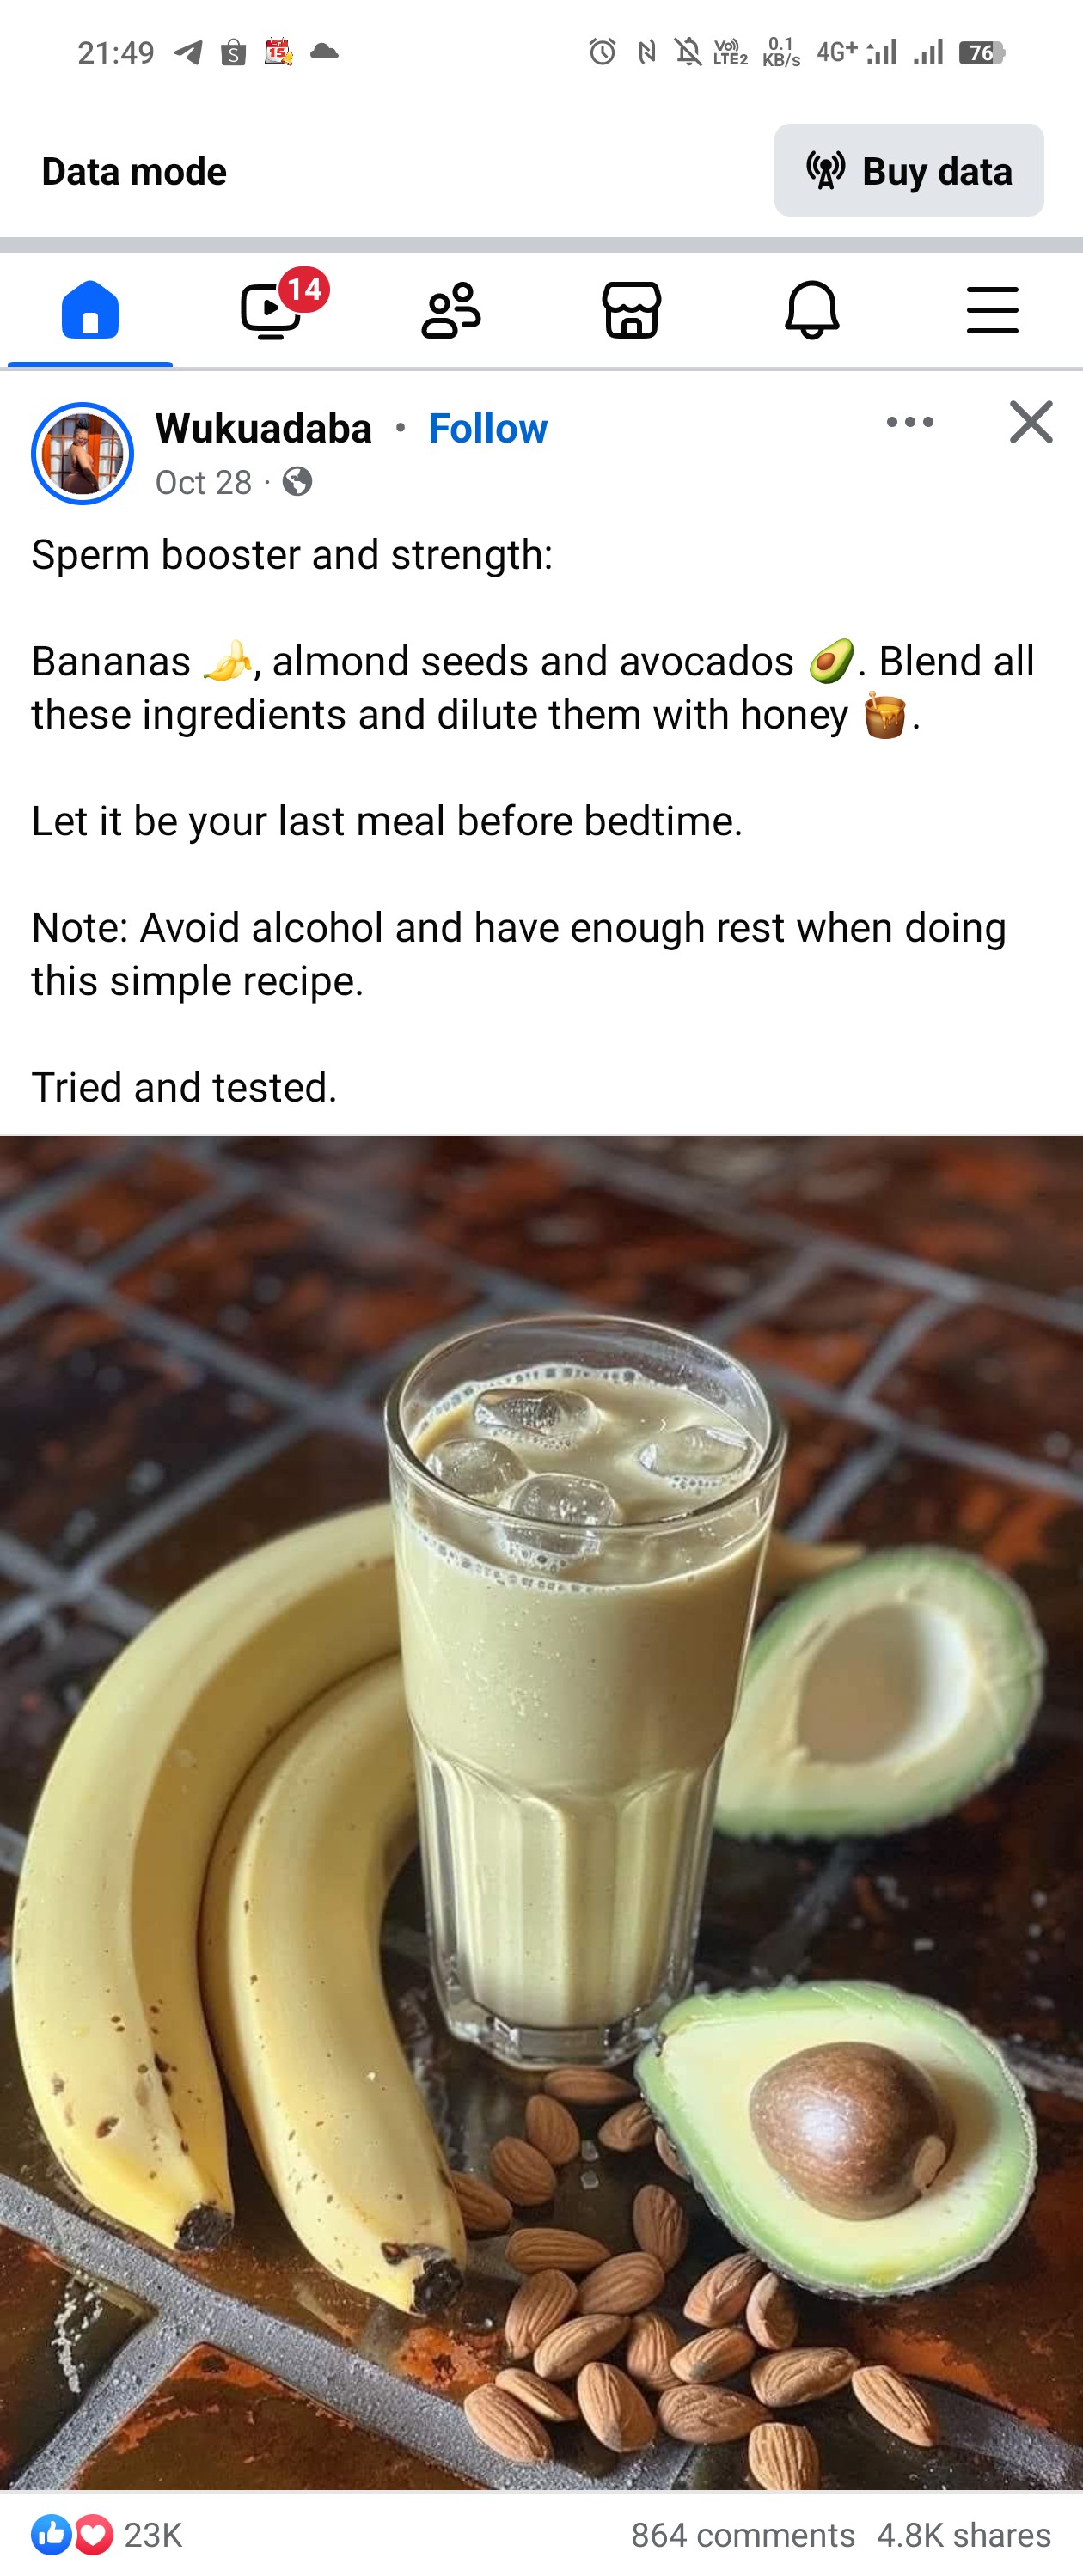 21:49
S
15
Vo))
LTE2
0.1
KB/s
4G+
76
Data mode
Buy data
14
Wukuadaba · Follow
Oct 28 ·
Sperm booster and strength:
Bananas 🍌, almond seeds and avocados 🥑. Blend all
these ingredients and dilute them with honey 🍯.
Let it be your last meal before bedtime.
Note: Avoid alcohol and have enough rest when doing
this simple recipe.
Tried and tested.
23K
864 comments 4.8K shares